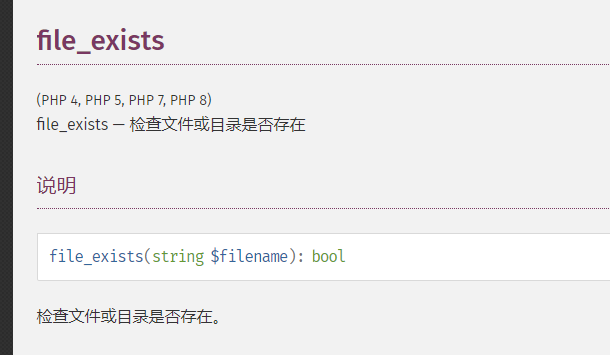 file_exists
(PHP 4, PHP 5, PHP 7, PHP 8)
file_exists — 检查文件或目录是否存在
说明
file_exists(string $filename): bool
检查文件或目录是否存在。